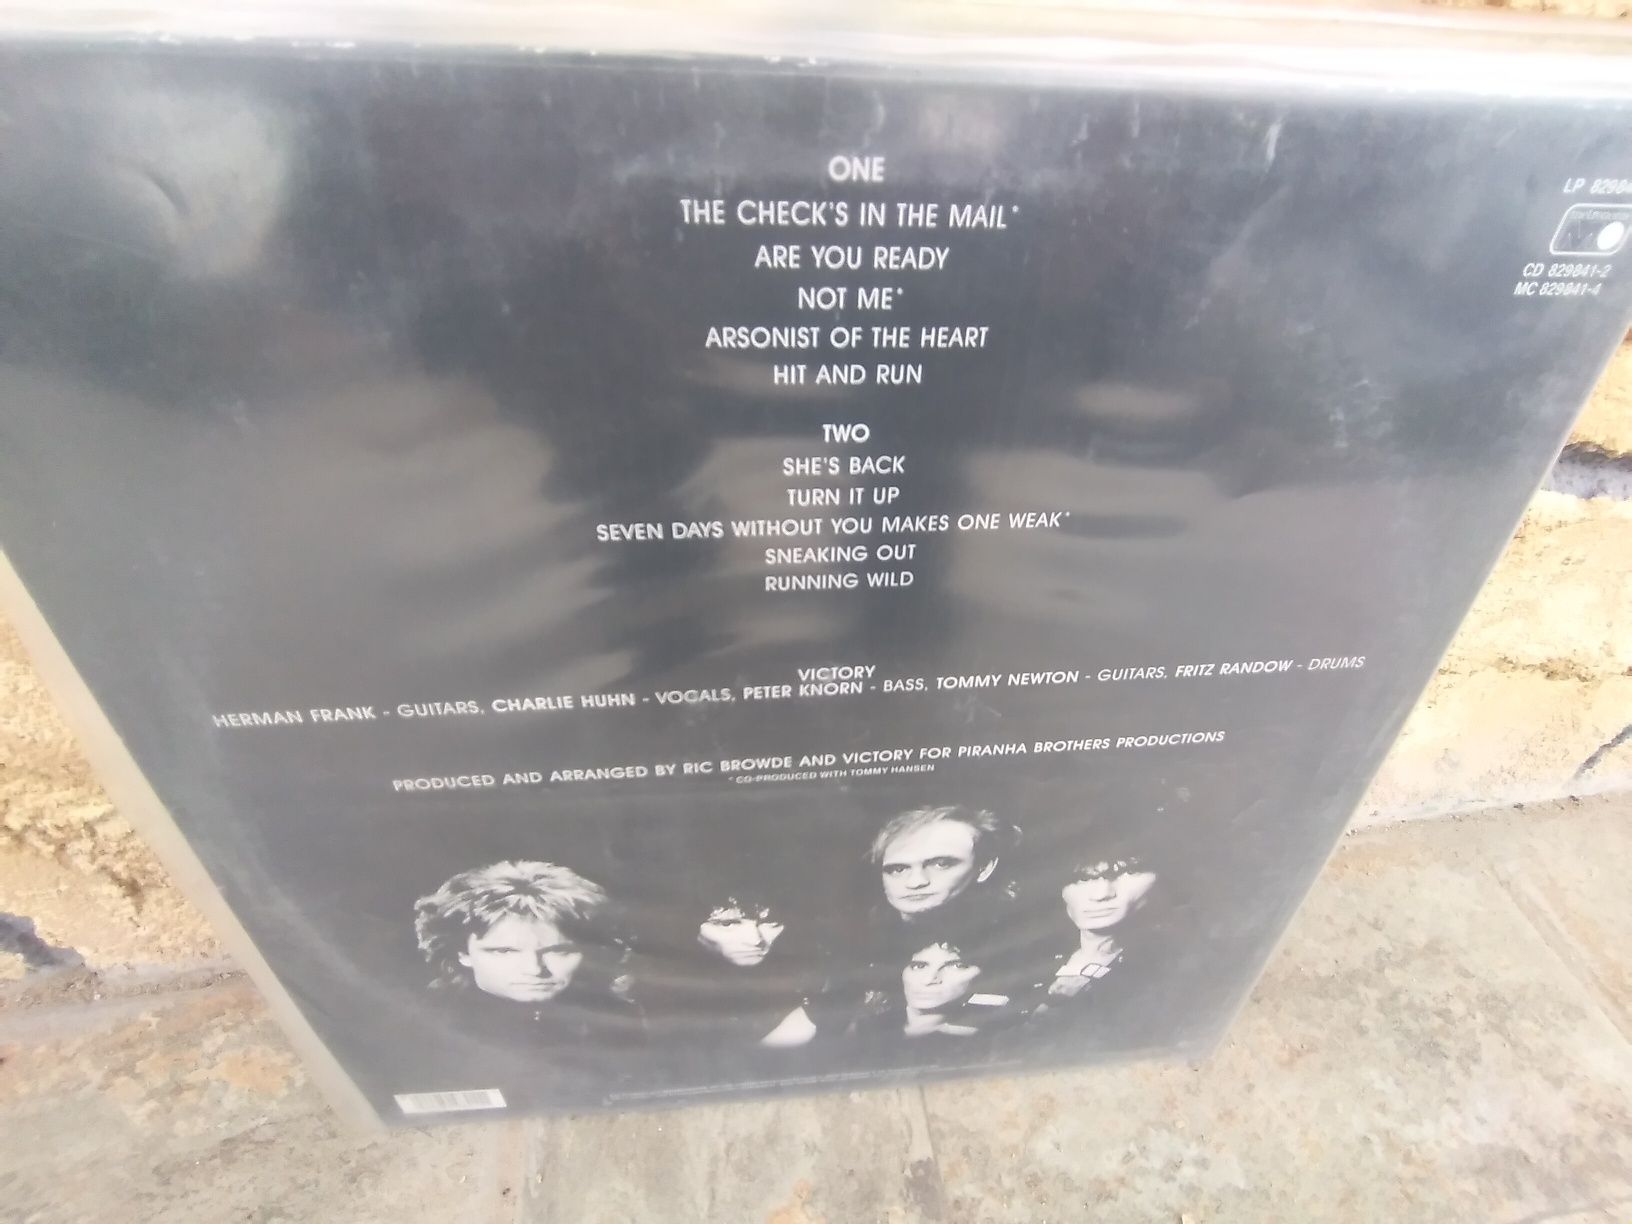 ONE
THE CHECK'S IN THE MAIL*
ARE YOU READY
NOT ME*
ARSONIST OF THE HEART
HIT AND RUN
TWO
SHE'S BACK
TURN IT UP
SEVEN DAYS WITHOUT YOU MAKES ONE WEAK*
SNEAKING OUT
RUNNING WILD
VICTORY
HERMAN FRANK - GUITARS, CHARLIE HUHN - VOCALS, PETER KNORN - BASS, TOMMY NEWTON - GUITARS, FRITZ RANDOW - DRUMS
PRODUCED AND ARRANGED BY RIC BROWDE AND VICTORY FOR PIRANHA BROTHERS PRODUCTIONS
* CO-PRODUCED WITH TOMMY HANSEN
LP
CD 829841-2
MC 829841-4